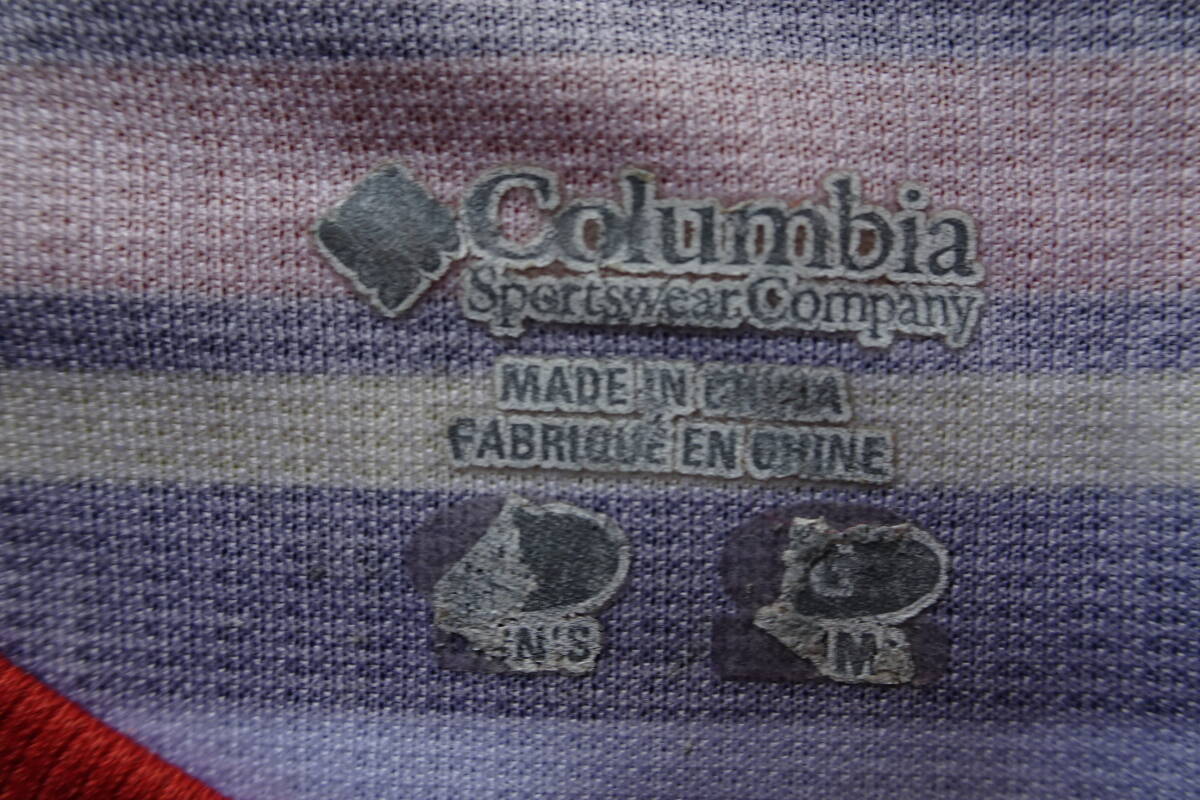 Columbia
Sportswear Company
MADE IN CHINA
FABRIQUÉ EN CHINE